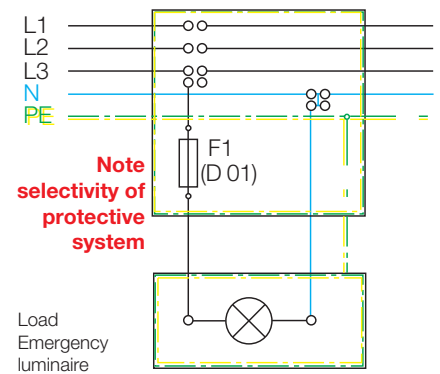 L1
L2
L3
N
PE
F1
(D 01)
Note
selectivity of
protective
system
Load
Emergency
luminaire